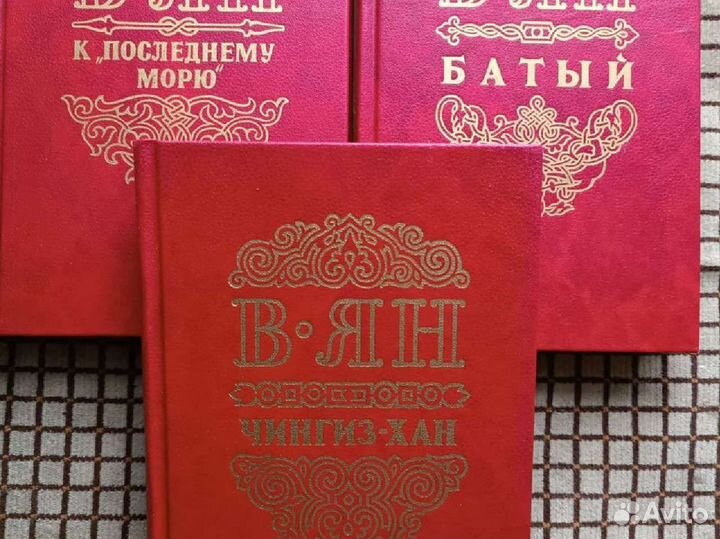 К „ПОСЛЕДНЕМУ
МОРЮ"
БАТЫЙ
В·ЯН
ЧИНГИЗ-ХАН
Avito